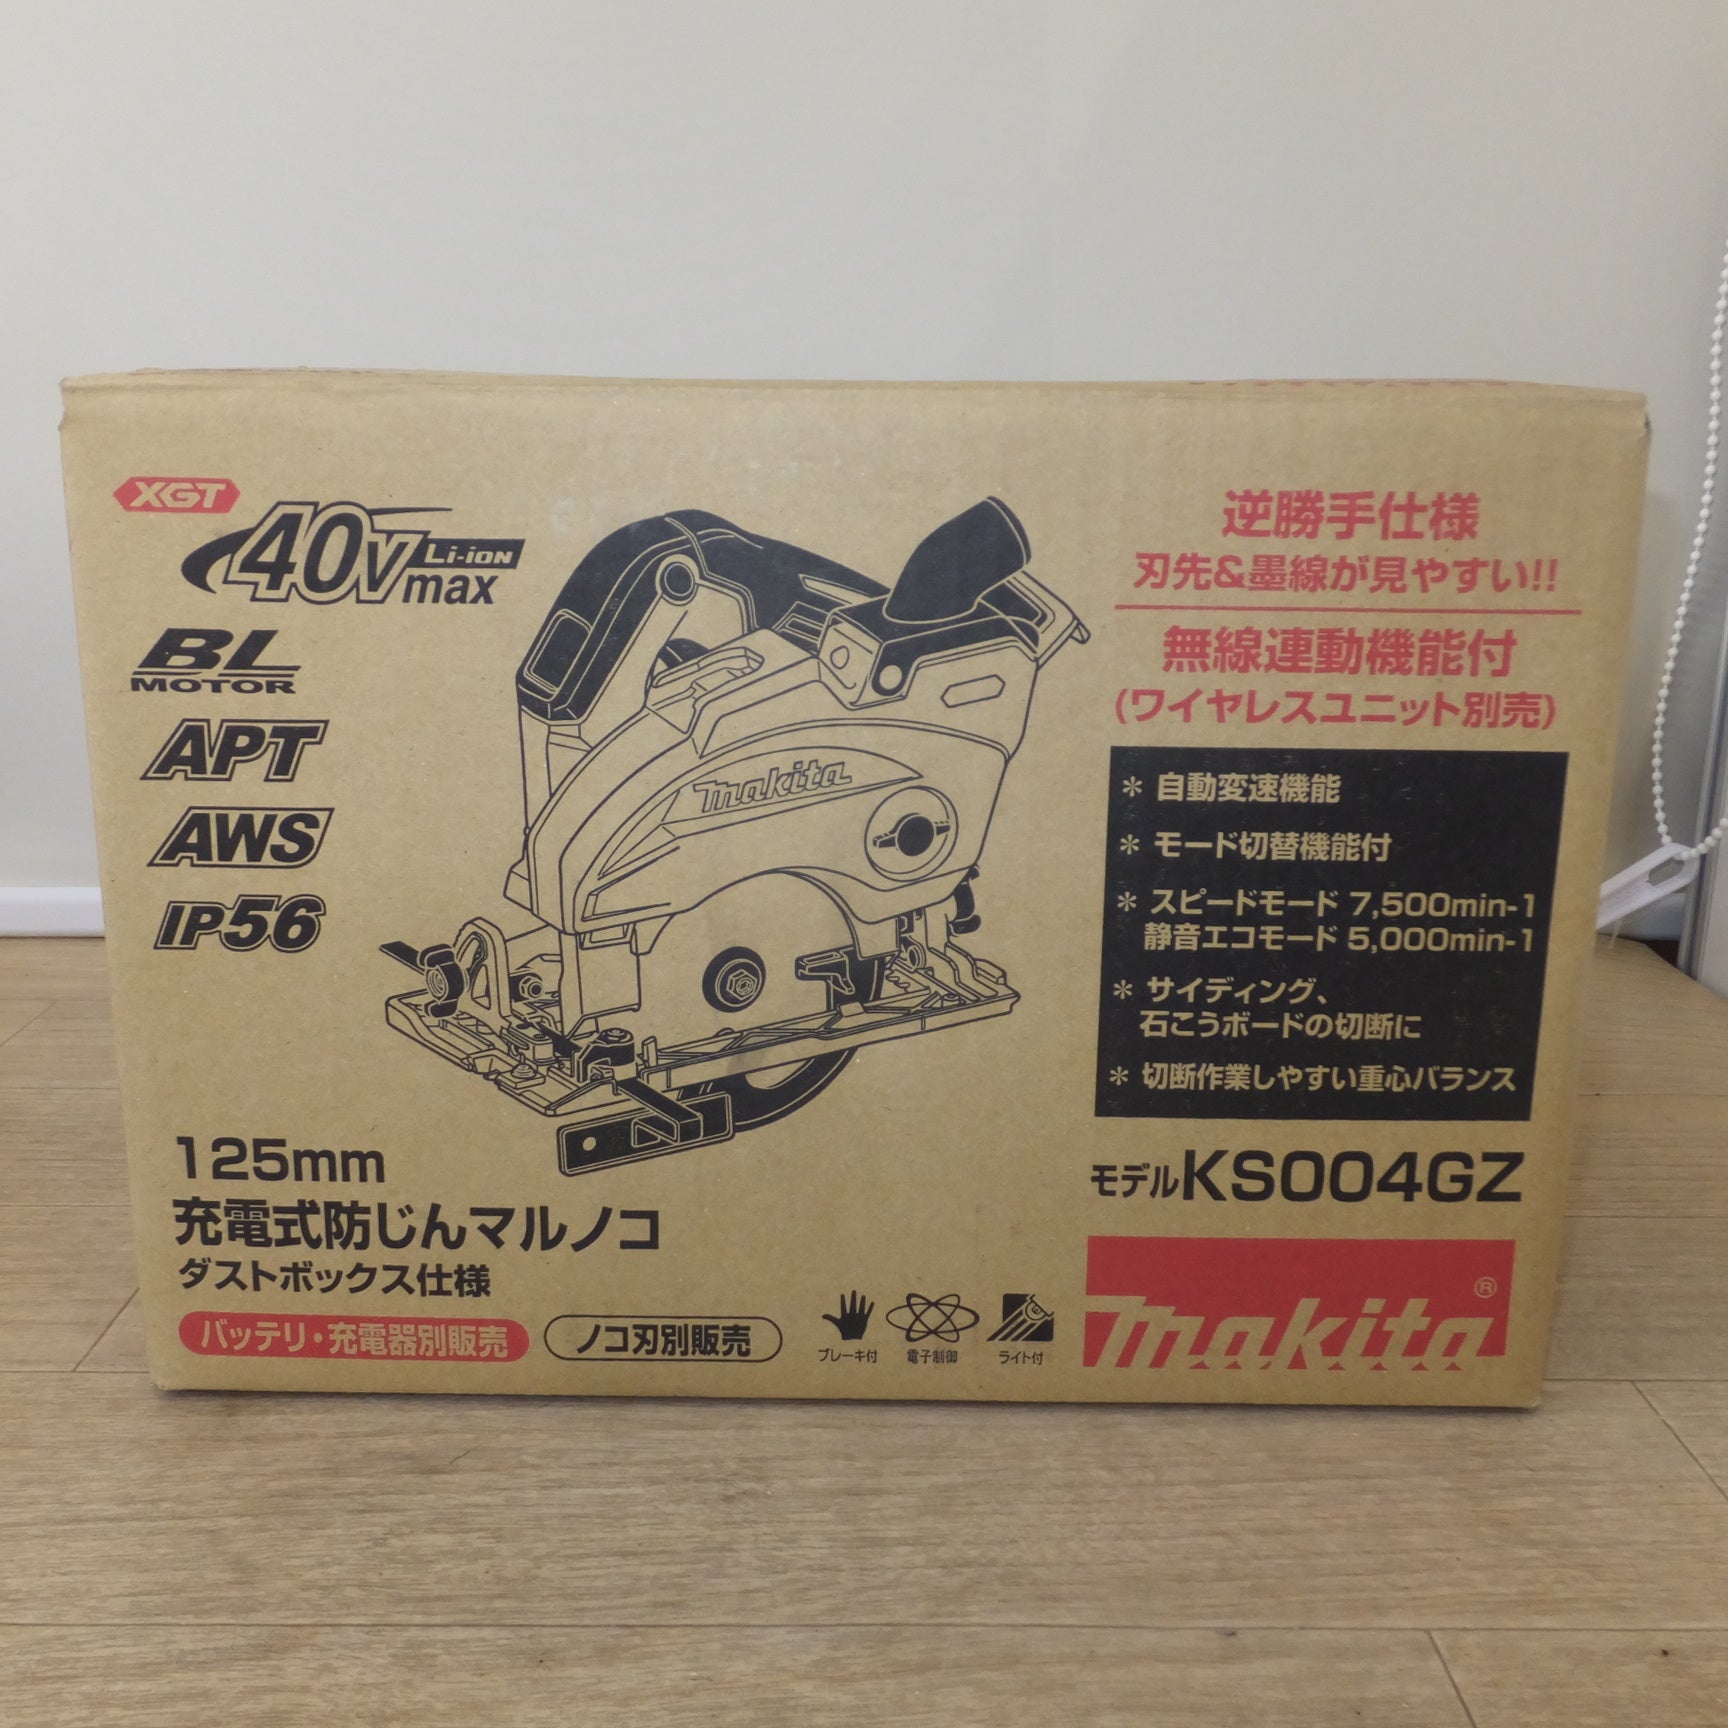 XGT
40Vmax Li-ion
BL MOTOR
APT
AWS
IP56
makita
逆勝手仕様
刃先&墨線が見やすい!!
無線連動機能付
(ワイヤレスユニット別売)
＊ 自動変速機能
＊ モード切替機能付
＊ スピードモード 7,500min-1
静音エコモード 5,000min-1
＊ サイディング、
石こうボードの切断に
＊ 切断作業しやすい重心バランス
125mm
充電式防じんマルノコ
ダストボックス仕様
バッテリ・充電器別販売
ノコ刃別販売
ブレーキ付
電子制御
ライト付
モデルKS004GZ
makita®